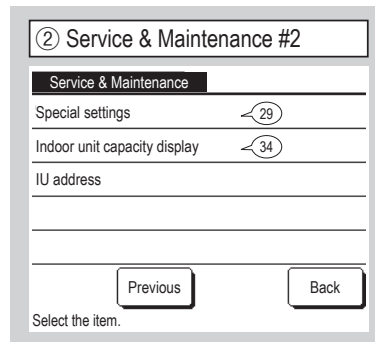 ② Service & Maintenance #2
Service & Maintenance
Special settings 29
Indoor unit capacity display 34
IU address
Previous Back
Select the item.